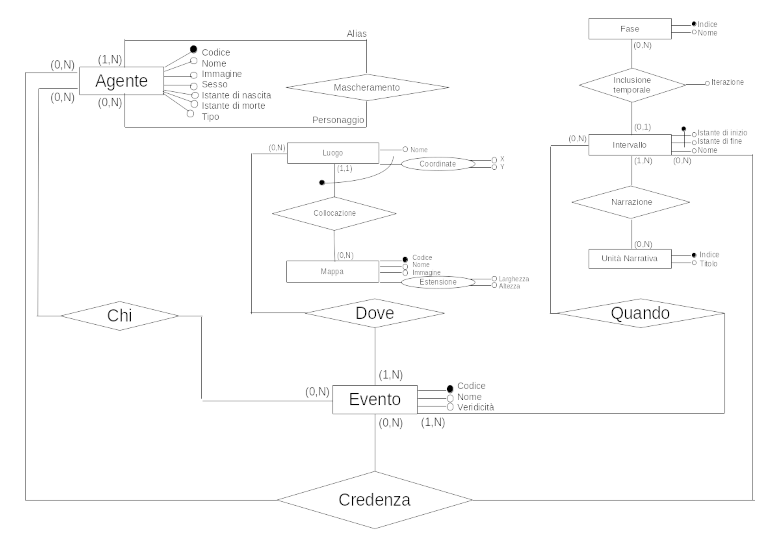 Alias
(0,N)
(1,N)
Agente
(0,N)
(0,N)
Codice
Nome
Immagine
Sesso
Istante di nascita
Istante di morte
Tipo
Mascheramento
Personaggio
Fase
Indice
Nome
(0.N)
Inclusione
temporale
Iterazione
(0.1)
(0.N)
Intervallo
Istante di inizio
Istante di fine
Nome
(1.N)
(0.N)
Narrazione
(0.N)
Unità Narrativa
Indice
Titolo
(0,N)
Luogo
Nome
Coordinate
X
Y
(1,1)
Collocazione
(0,N)
Mappa
Codice
Nome
Immagine
Estensione
Larghezza
Altezza
Chi
Dove
Quando
(1,N)
(0,N)
Evento
Codice
Nome
Veridicità
(0,N)
(1,N)
Credenza